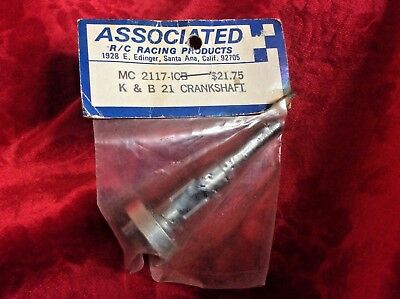 ASSOCIATED
R/C RACING PRODUCTS
1928 E. Edinger, Santa Ana, Calif. 92705
MC 2117-ICB $21.75
K & B 21 CRANKSHAFT